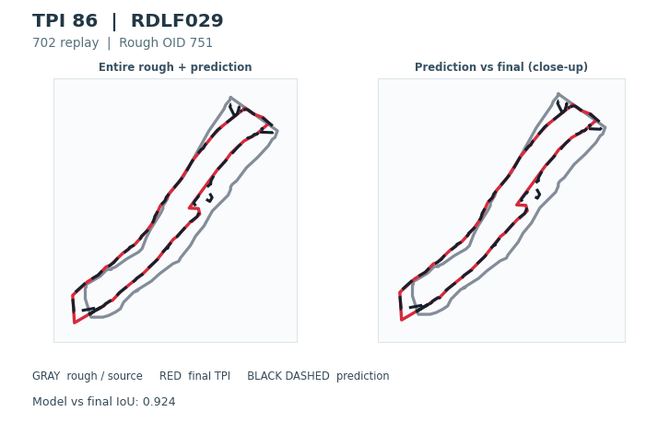 TPI 86 | RDLF029
702 replay | Rough OID 751
Entire rough + prediction
Prediction vs final (close-up)
GRAY rough / source RED final TPI BLACK DASHED prediction
Model vs final IoU: 0.924